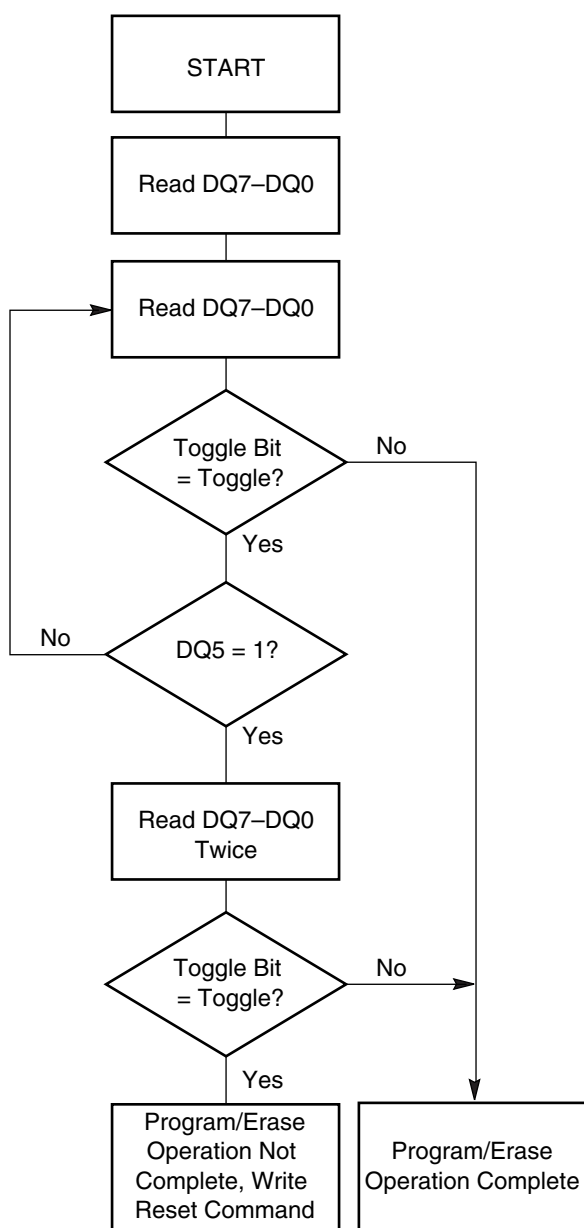 START
Read DQ7–DQ0
Read DQ7–DQ0
Toggle Bit
= Toggle?
No
Yes
No
DQ5 = 1?
Yes
Read DQ7–DQ0
Twice
Toggle Bit
= Toggle?
No
Yes
Program/Erase
Operation Not
Complete, Write
Reset Command
Program/Erase
Operation Complete